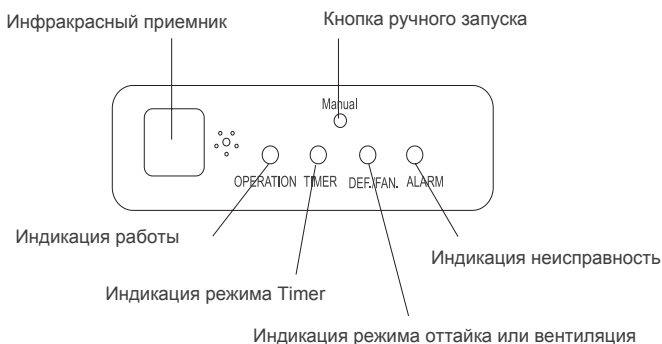 Инфракрасный приемник
Кнопка ручного запуска
Manual
OPERATION TIMER DEF./FAN. ALARM
Индикация работы
Индикация неисправность
Индикация режима Timer
Индикация режима оттайка или вентиляция